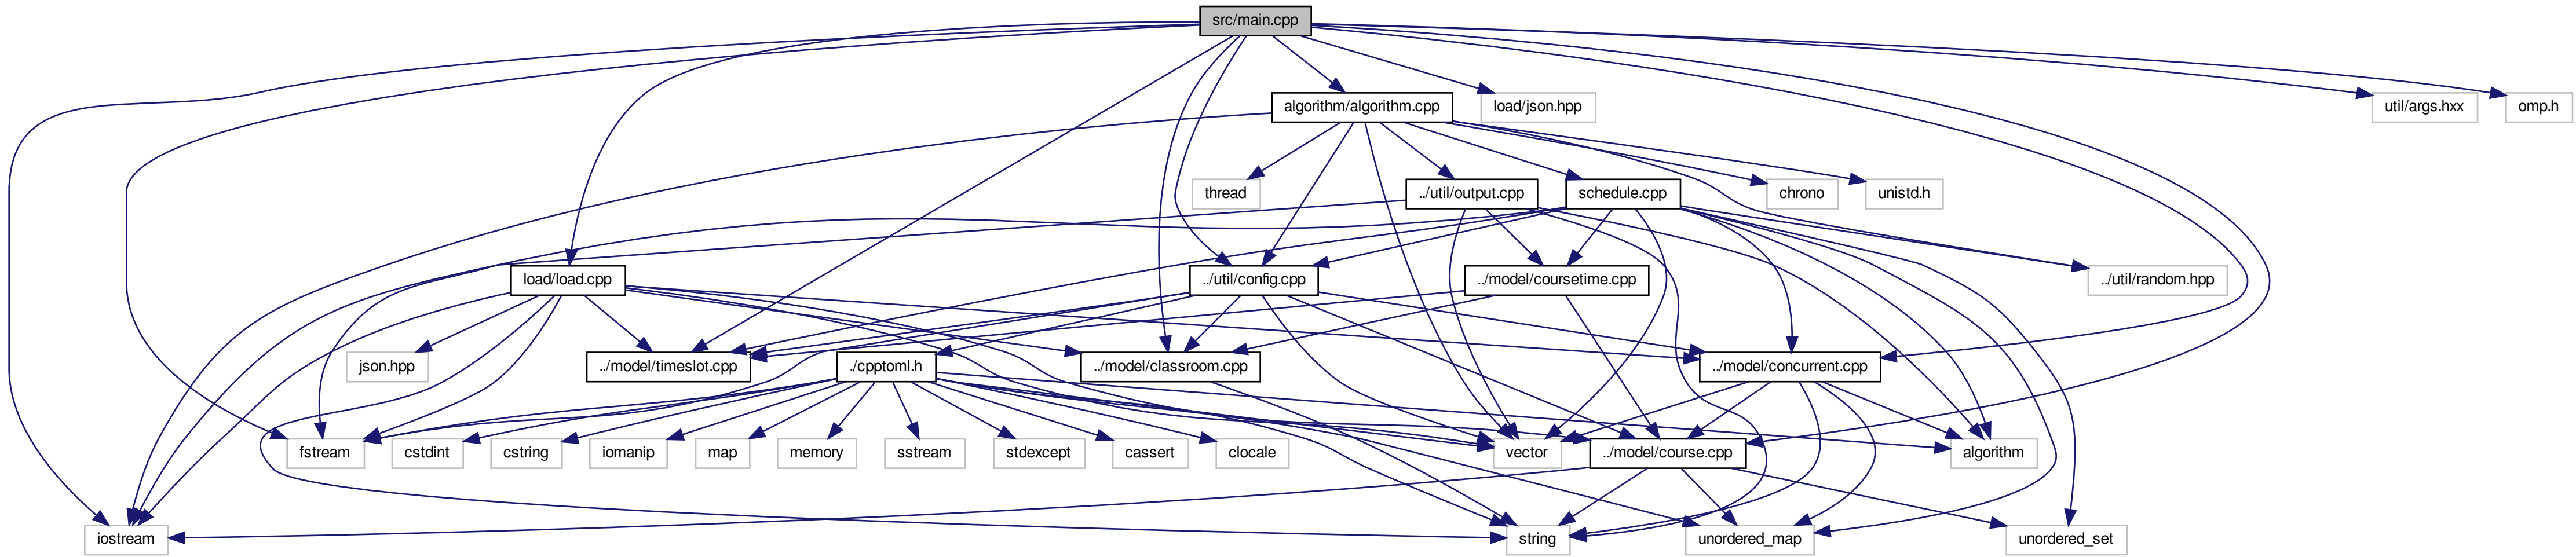 src/main.cpp
algorithm/algorithm.cpp
load/json.hpp
util/args.hxx
omp.h
thread
../util/output.cpp
schedule.cpp
chrono
unistd.h
load/load.cpp
../util/config.cpp
../model/coursetime.cpp
../util/random.hpp
json.hpp
../model/timeslot.cpp
./cpptoml.h
../model/classroom.cpp
../model/concurrent.cpp
fstream
cstdint
cstring
iomanip
map
memory
sstream
stdexcept
cassert
clocale
vector
../model/course.cpp
algorithm
iostream
string
unordered_map
unordered_set